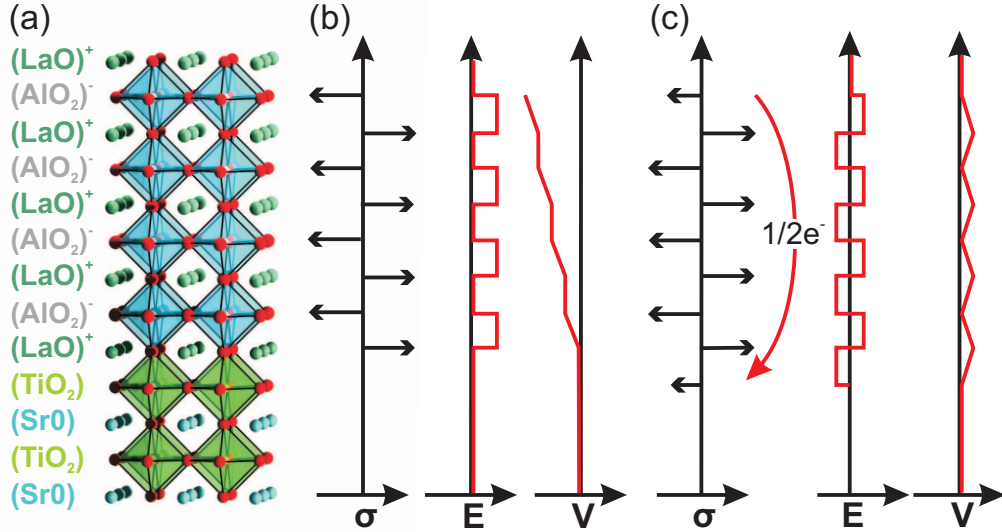 (a)
(LaO)+
(AlO2)-
(LaO)+
(AlO2)-
(LaO)+
(AlO2)-
(LaO)+
(AlO2)-
(LaO)+
(TiO2)
(Sr0)
(TiO2)
(Sr0)
(b)
σ
E
V
(c)
1/2e-
σ
E
V